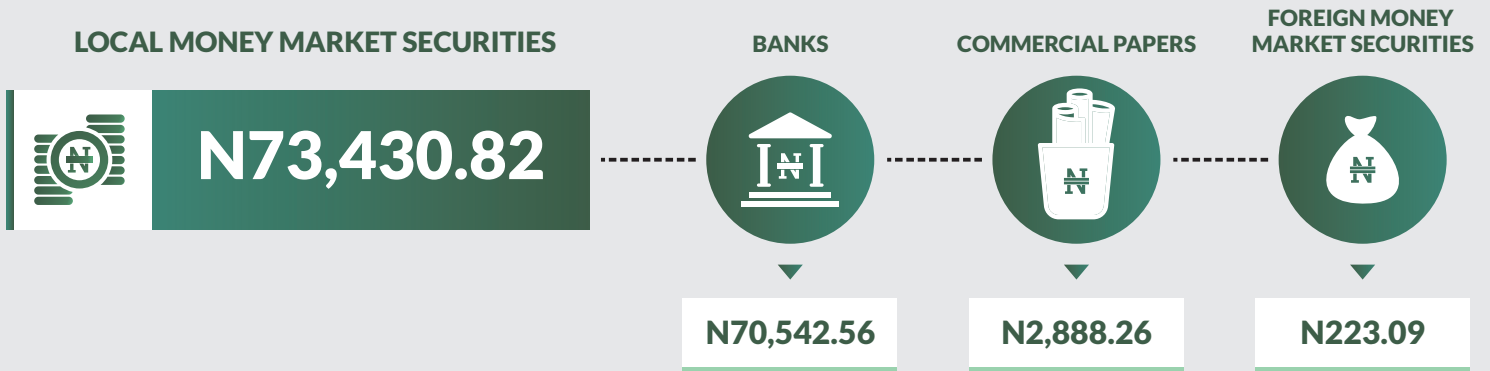 LOCAL MONEY MARKET SECURITIES
N73,430.82
BANKS
N70,542.56
COMMERCIAL PAPERS
N2,888.26
FOREIGN MONEY
MARKET SECURITIES
N223.09